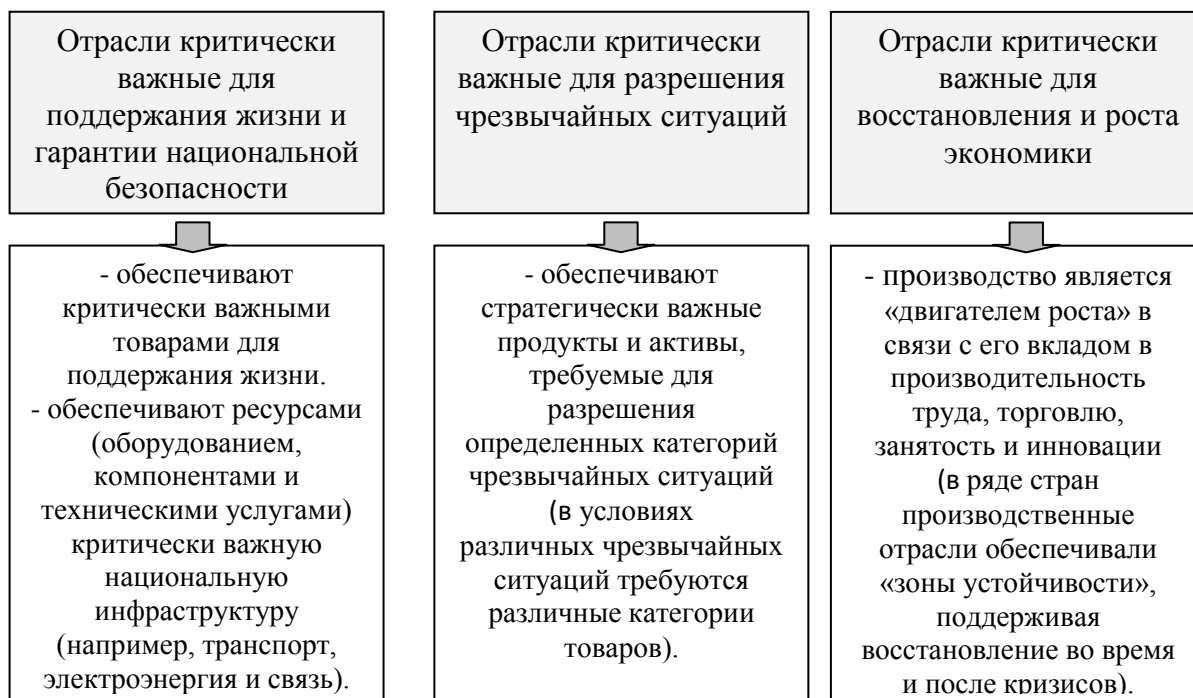 Отрасли критически
важные для
поддержания жизни и
гарантии национальной
безопасности
Отрасли критически
важные для разрешения
чрезвычайных ситуаций
Отрасли критически
важные для
восстановления и роста
экономики
- обеспечивают
критически важными
товарами для
поддержания жизни.
- обеспечивают ресурсами
(оборудованием,
компонентами и
техническими услугами)
критически важную
национальную
инфраструктуру
(например, транспорт,
электроэнергия и связь).
- обеспечивают
стратегически важные
продукты и активы,
требуемые для
разрешения
определенных категорий
чрезвычайных ситуаций
(в условиях
различных чрезвычайных
ситуаций требуются
различные категории
товаров).
- производство является
«двигателем роста» в
связи с его вкладом в
производительность
труда, торговлю,
занятость и инновации
(в ряде стран
производственные
отрасли обеспечивали
«зоны устойчивости»,
поддерживая
восстановление во время
и после кризисов).